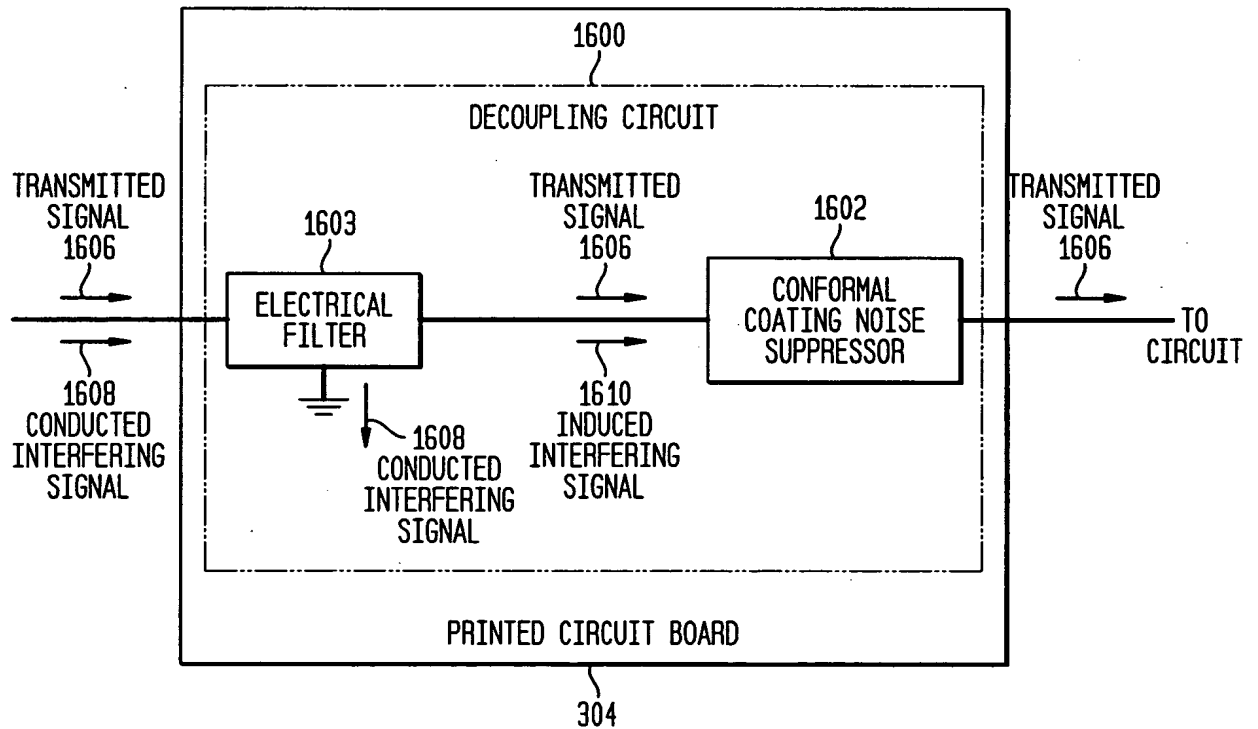 1600
DECOUPLING CIRCUIT
TRANSMITTED
SIGNAL
1606
1608
CONDUCTED
INTERFERING
SIGNAL
1603
ELECTRICAL
FILTER
1608
CONDUCTED
INTERFERING
SIGNAL
TRANSMITTED
SIGNAL
1606
1610
INDUCED
INTERFERING
SIGNAL
1602
CONFORMAL
COATING NOISE
SUPPRESSOR
TRANSMITTED
SIGNAL
1606
TO
CIRCUIT
PRINTED CIRCUIT BOARD
304